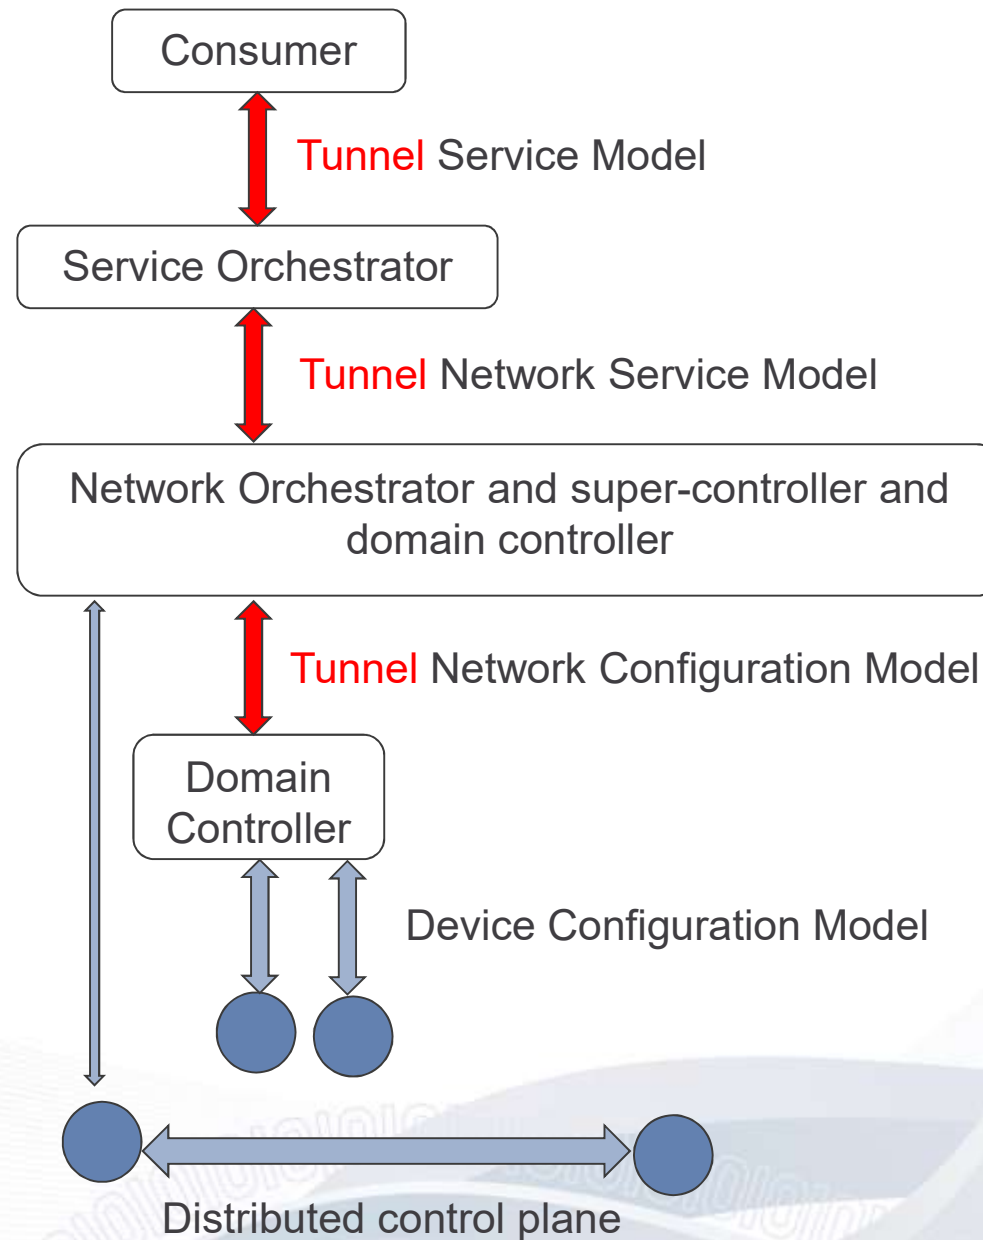 Consumer
Tunnel Service Model
Service Orchestrator
Tunnel Network Service Model
Network Orchestrator and super-controller and
domain controller
Tunnel Network Configuration Model
Domain
Controller
Device Configuration Model
Distributed control plane